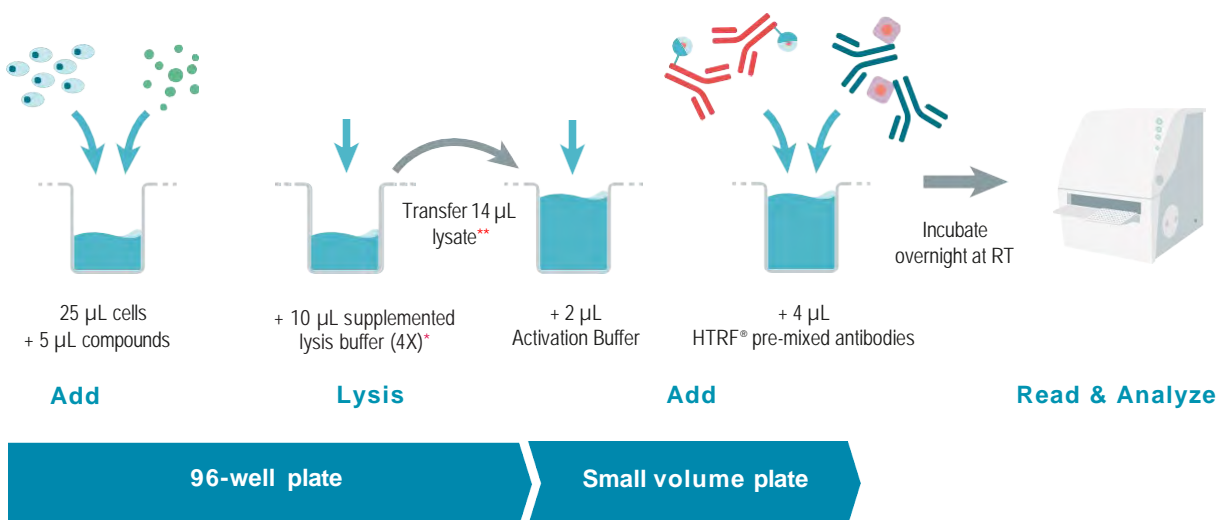 Transfer 14 µL
lysate**
Incubate
overnight at RT
25 µL cells
+ 5 µL compounds
+ 10 µL supplemented
lysis buffer (4X)*
+ 2 µL
Activation Buffer
+ 4 µL
HTRF® pre-mixed antibodies
Add
Lysis
Add
Read & Analyze
96-well plate
Small volume plate